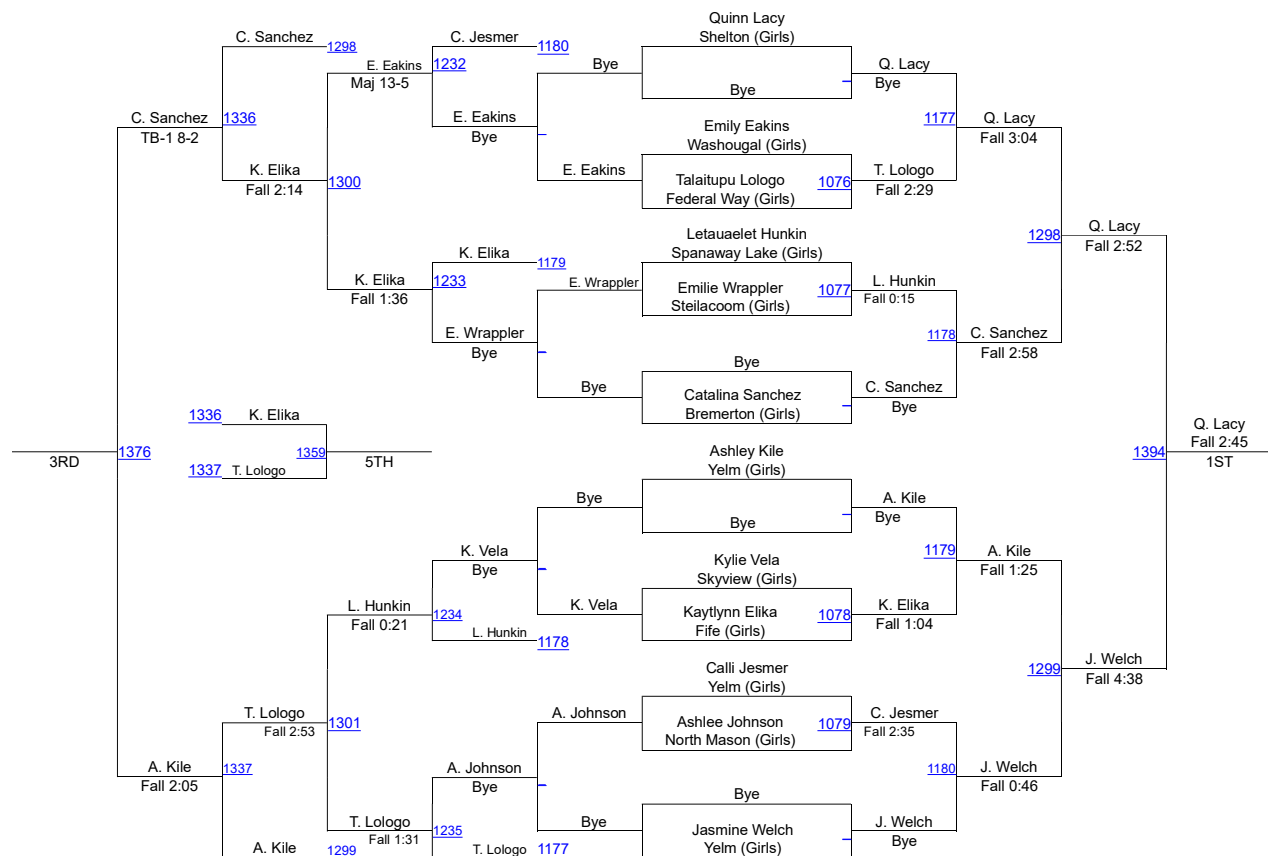 Quinn Lacy
C. Sanchez
C. Jesmer
Shelton (Girls)
1298
1180
E. Eakins
1232
Bye
Q. Lacy
Maj 13-5
Bye
Bye
C. Sanchez
1336
E. Eakins
Emily Eakins
1177
Q. Lacy
TB-1 8-2
Bye
Washougal (Girls)
Fall 3:04
K. Elika
E. Eakins
Talaitupu Lologo
1076
T. Lologo
Fall 2:14
1300
Federal Way (Girls)
Fall 2:29
Letauaelet Hunkin
1298
Q. Lacy
K. Elika
1179
Spanaway Lake (Girls)
Fall 2:52
K. Elika
1233
E. Wrappler
Emilie Wrappler
1077
L. Hunkin
Fall 1:36
Steilacoom (Girls)
Fall 0:15
E. Wrappler
1178
C. Sanchez
Bye
Bye
Fall 2:58
Bye
Catalina Sanchez
C. Sanchez
Bremerton (Girls)
Bye
1336
K. Elika
Q. Lacy
Fall 2:45
3RD
1376
1359
5TH
Ashley Kile
1394
1ST
1337
T. Lologo
Yelm (Girls)
Bye
A. Kile
Bye
Bye
K. Vela
Kylie Vela
1179
A. Kile
Bye
Skyview (Girls)
Fall 1:25
L. Hunkin
1234
K. Vela
Kaytlynn Elika
1078
K. Elika
Fall 0:21
Fife (Girls)
Fall 1:04
L. Hunkin
1178
Calli Jesmer
1299
J. Welch
Yelm (Girls)
Fall 4:38
T. Lologo
1301
A. Johnson
Ashlee Johnson
1079
C. Jesmer
Fall 2:53
North Mason (Girls)
Fall 2:35
A. Kile
1337
A. Johnson
1180
J. Welch
Fall 2:05
Bye
Bye
Fall 0:46
T. Lologo
1235
Bye
Jasmine Welch
J. Welch
Fall 1:31
Yelm (Girls)
Bye
A. Kile
1299
T. Lologo
1177